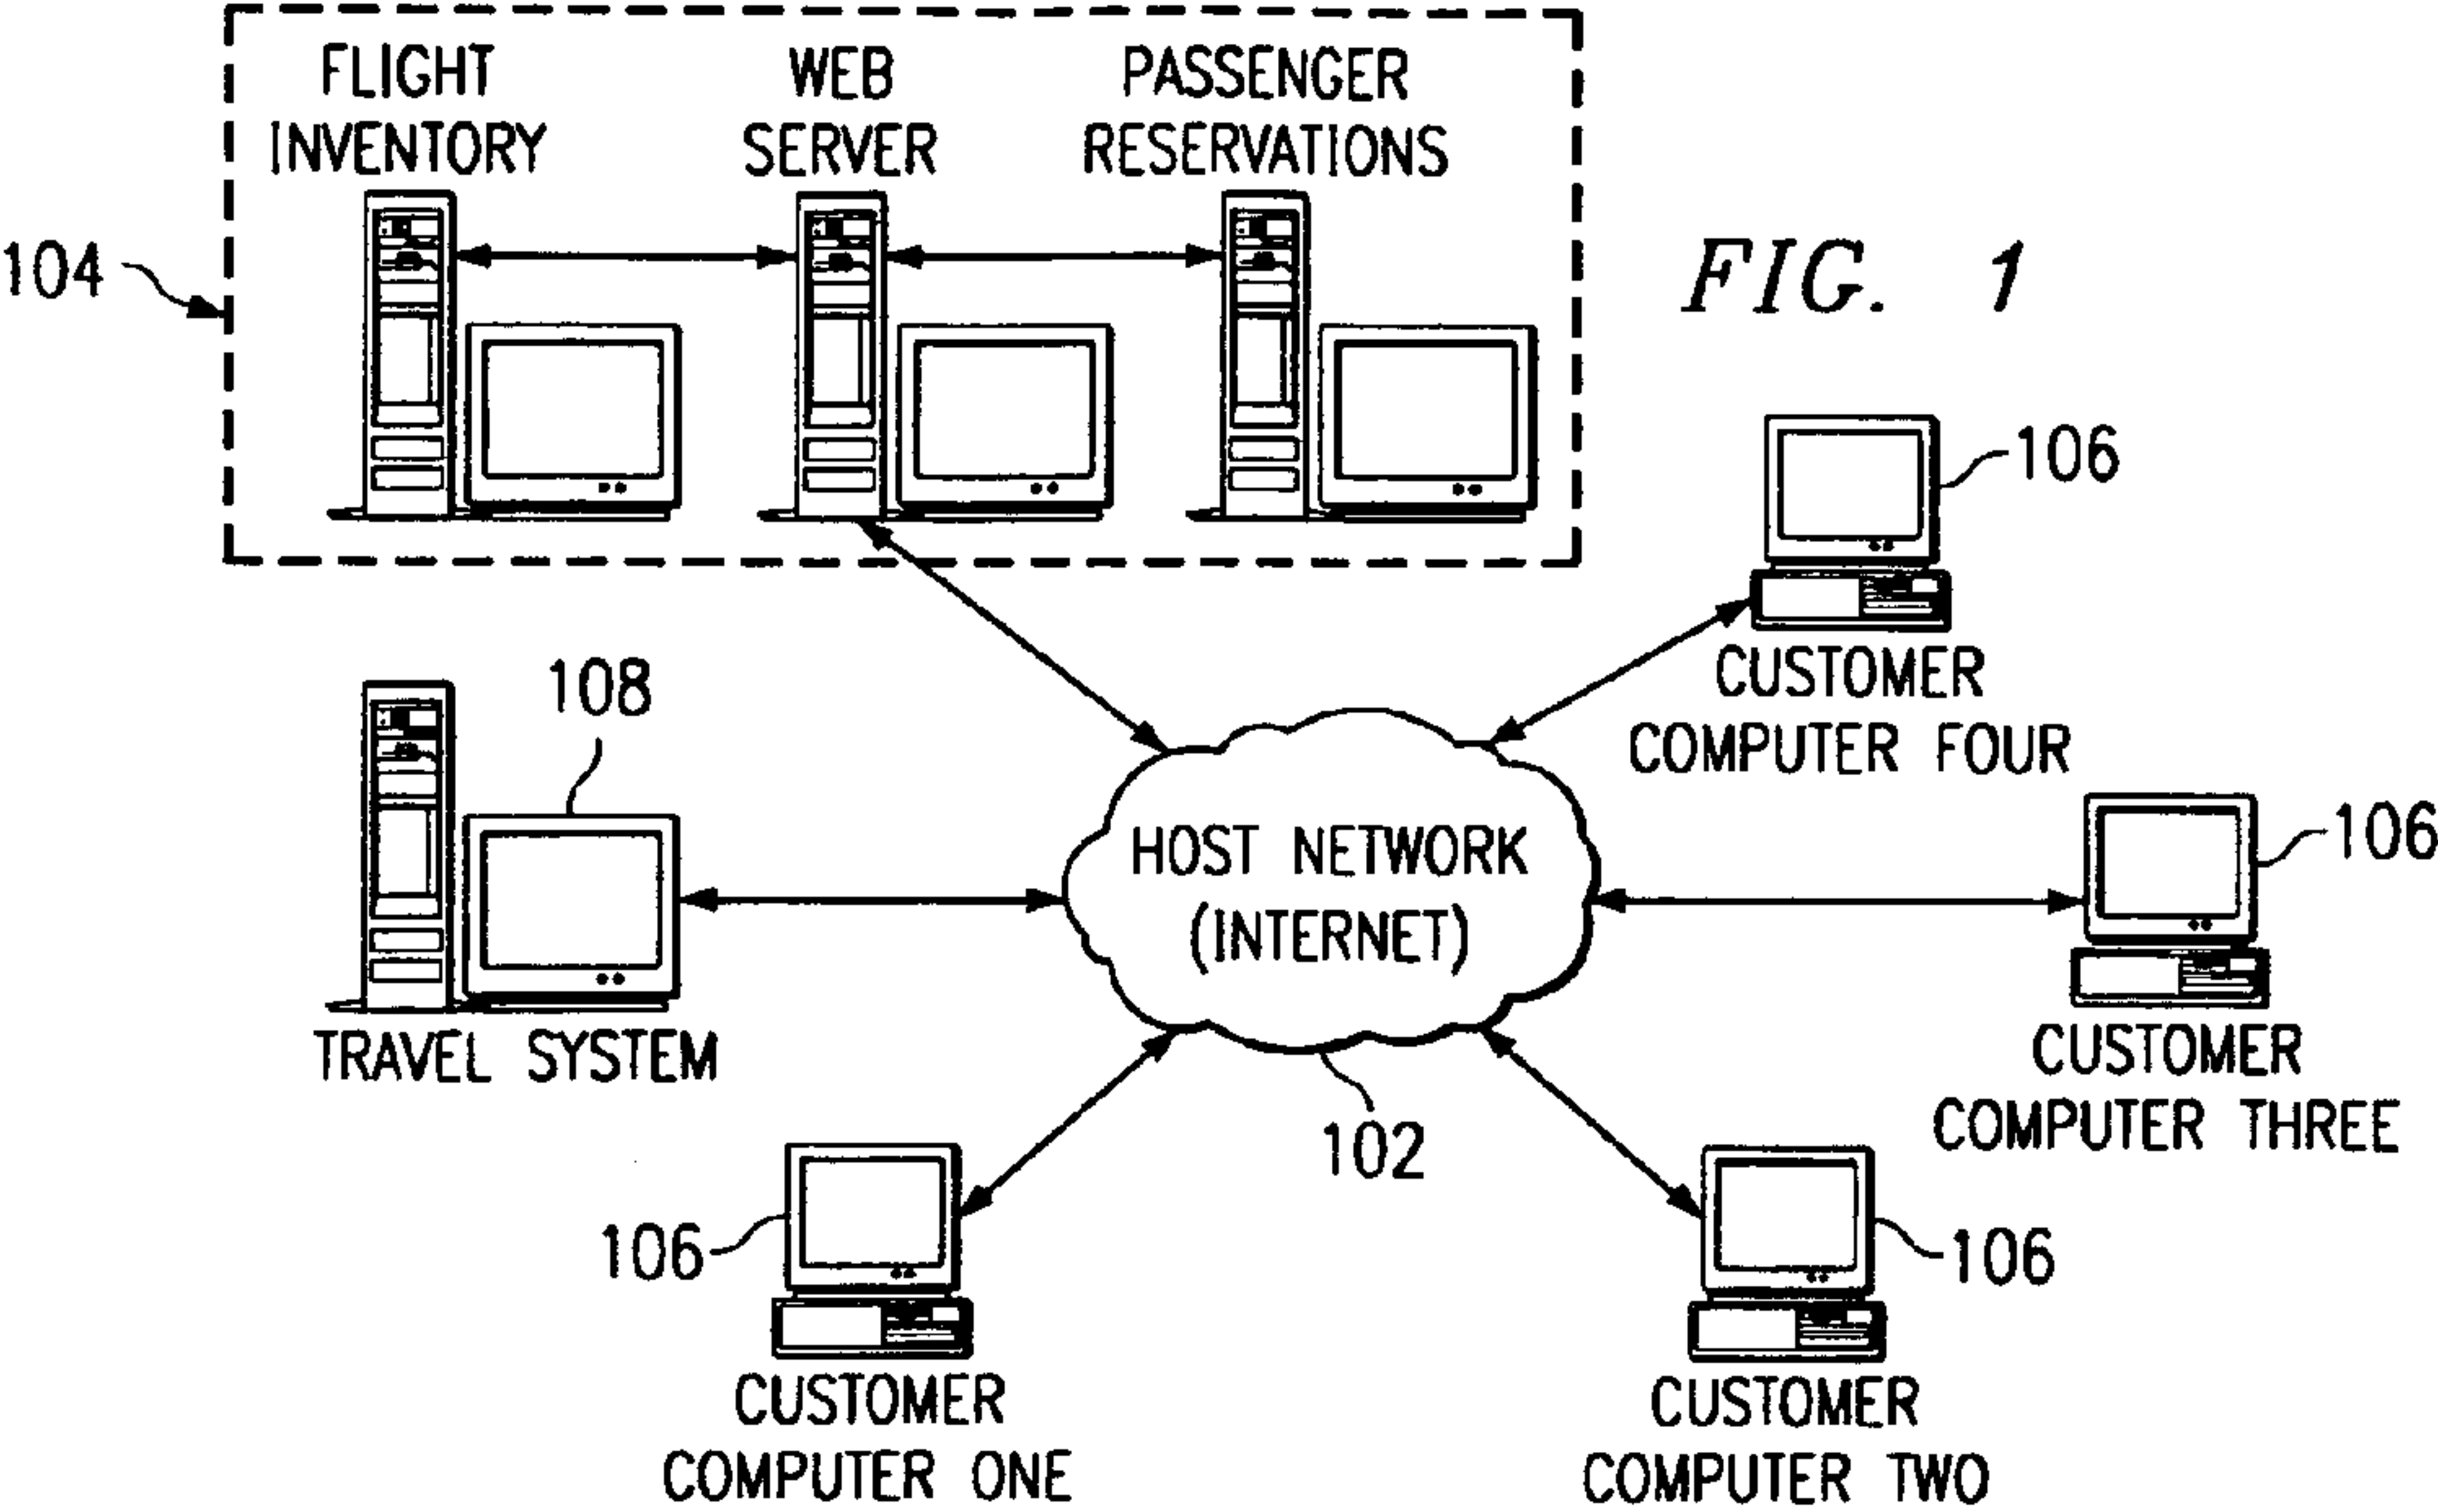 FLIGHT
INVENTORY
WEB
SERVER
PASSENGER
RESERVATIONS
104
FIG. 1
106
CUSTOMER
COMPUTER FOUR
108
TRAVEL SYSTEM
HOST NETWORK
(INTERNET)
106
CUSTOMER
COMPUTER THREE
102
106
CUSTOMER
COMPUTER ONE
106
CUSTOMER
COMPUTER TWO